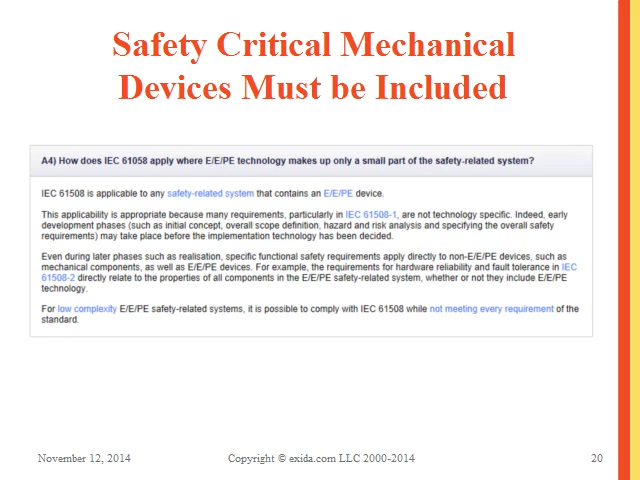 Safety Critical Mechanical
Devices Must be Included
A4) How does IEC 61058 apply where E/E/PE technology makes up only a small part of the safety-related system?
IEC 61508 is applicable to any safety-related system that contains an E/E/PE device.
This applicability is appropriate because many requirements, particularly in IEC 61508-1, are not technology specific. Indeed, early
development phases (such as initial concept, overall scope definition, hazard and risk analysis and specifying the overall safety
requirements) may take place before the implementation technology has been decided.
Even during later phases such as realisation, specific functional safety requirements apply directly to non-E/E/PE devices, such as
mechanical components, as well as E/E/PE devices. For example, the requirements for hardware reliability and fault tolerance in IEC
61508-2 directly relate to the properties of all components in the E/E/PE safety-related system, whether or not they include E/E/PE
technology.
For low complexity E/E/PE safety-related systems, it is possible to comply with IEC 61508 while not meeting every requirement of the
standard.
November 12, 2014 Copyright © exida.com LLC 2000-2014 20